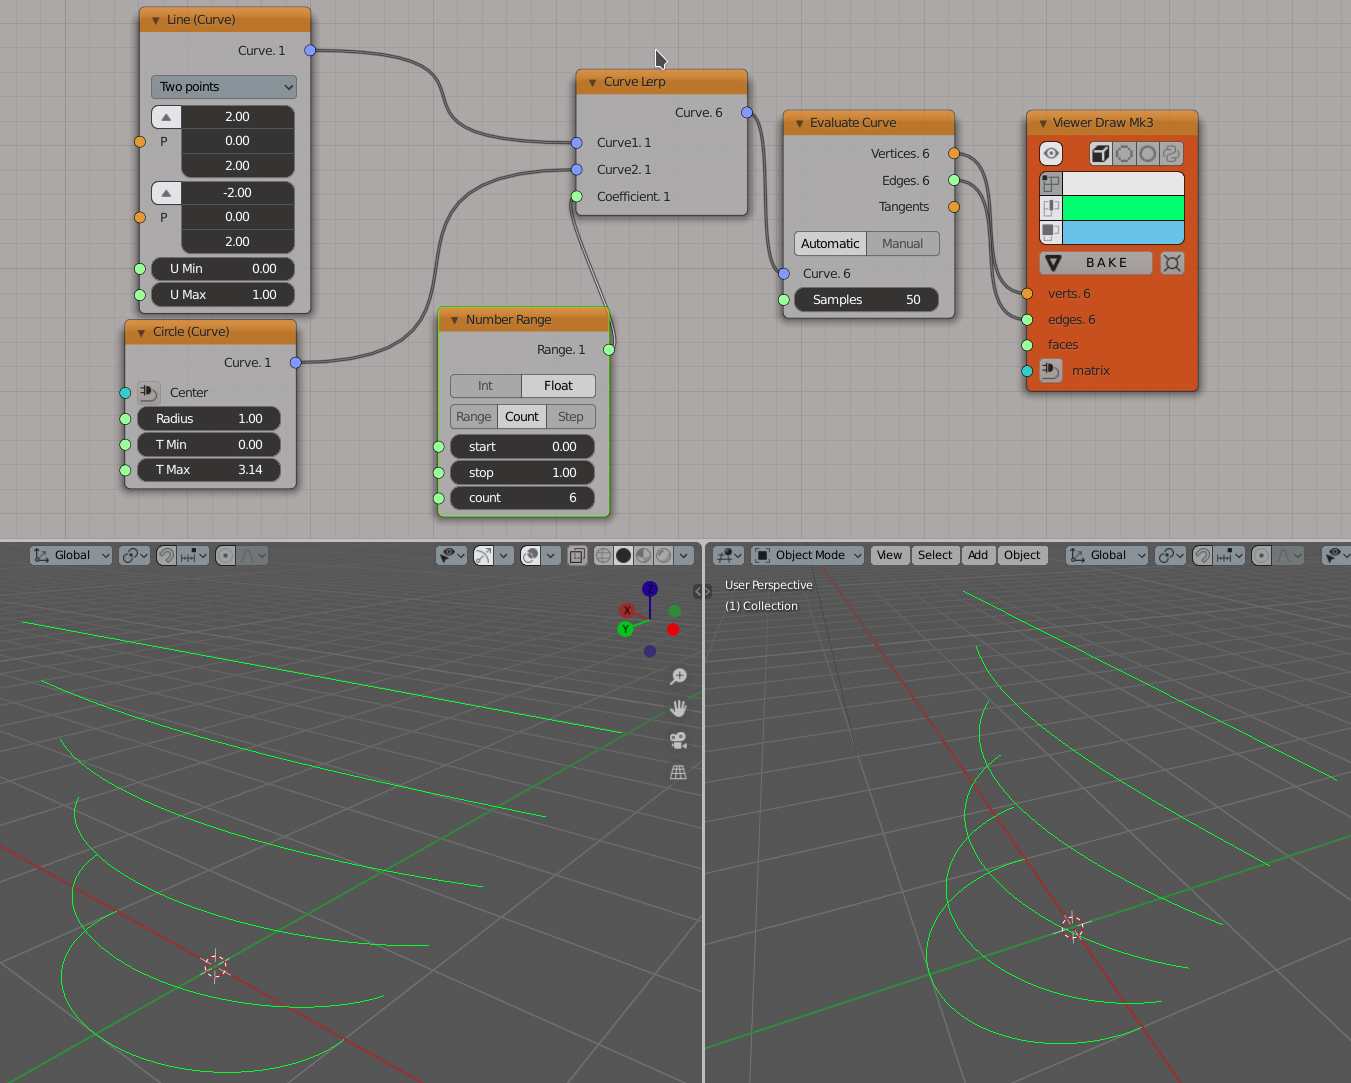 Line (Curve)
Curve. 1
Two points
2.00
P 0.00
2.00
-2.00
P 0.00
2.00
U Min 0.00
U Max 1.00
Circle (Curve)
Curve. 1
Center
Radius 1.00
T Min 0.00
T Max 3.14
Number Range
Range. 1
Int Float
Range Count Step
start 0.00
stop 1.00
count 6
Curve Lerp
Curve. 6
Curve1. 1
Curve2. 1
Coefficient. 1
Evaluate Curve
Vertices. 6
Edges. 6
Tangents
Automatic Manual
Curve. 6
Samples 50
Viewer Draw Mk3
BAKE
verts. 6
edges. 6
faces
matrix
Global
Z
X
Y
Object Mode View Select Add Object Global
User Perspective
(1) Collection